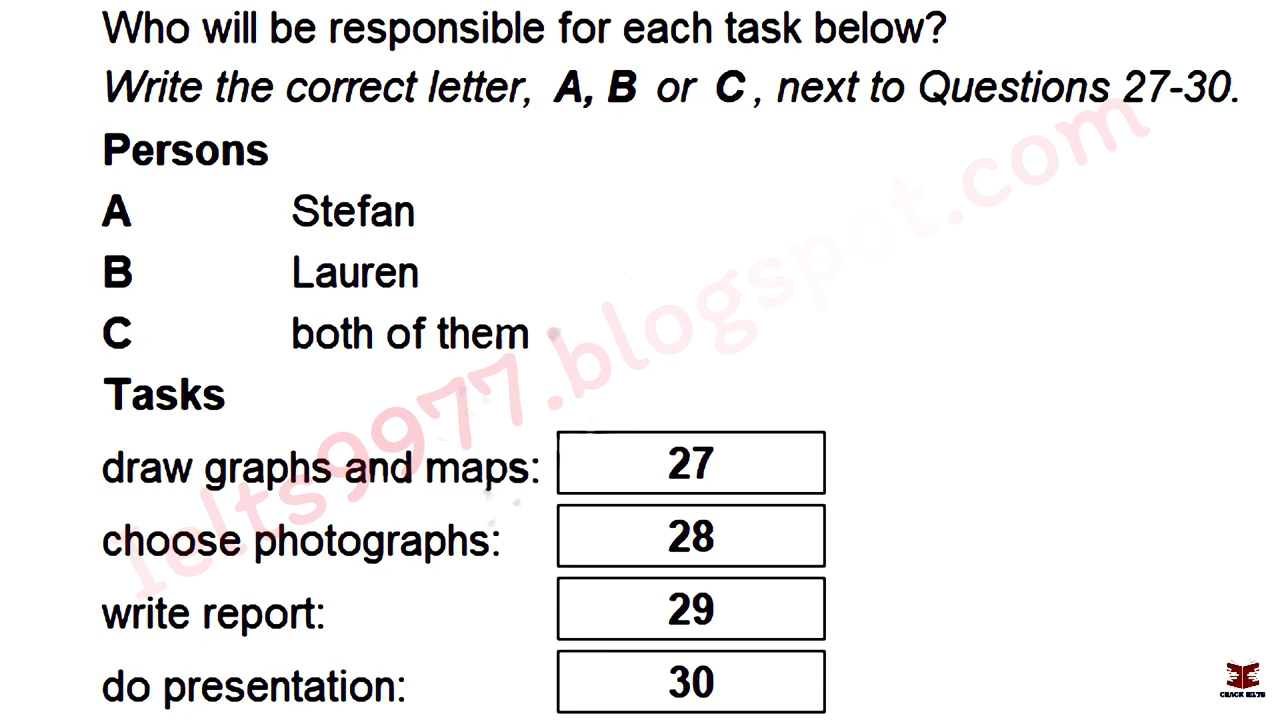 Who will be responsible for each task below?
Write the correct letter, A, B or C, next to Questions 27-30.
Persons
A Stefan
B Lauren
C both of them
Tasks
draw graphs and maps: 27
choose photographs: 28
write report: 29
do presentation: 30
Ielts9977.blogspot.com
CRACK IELTS